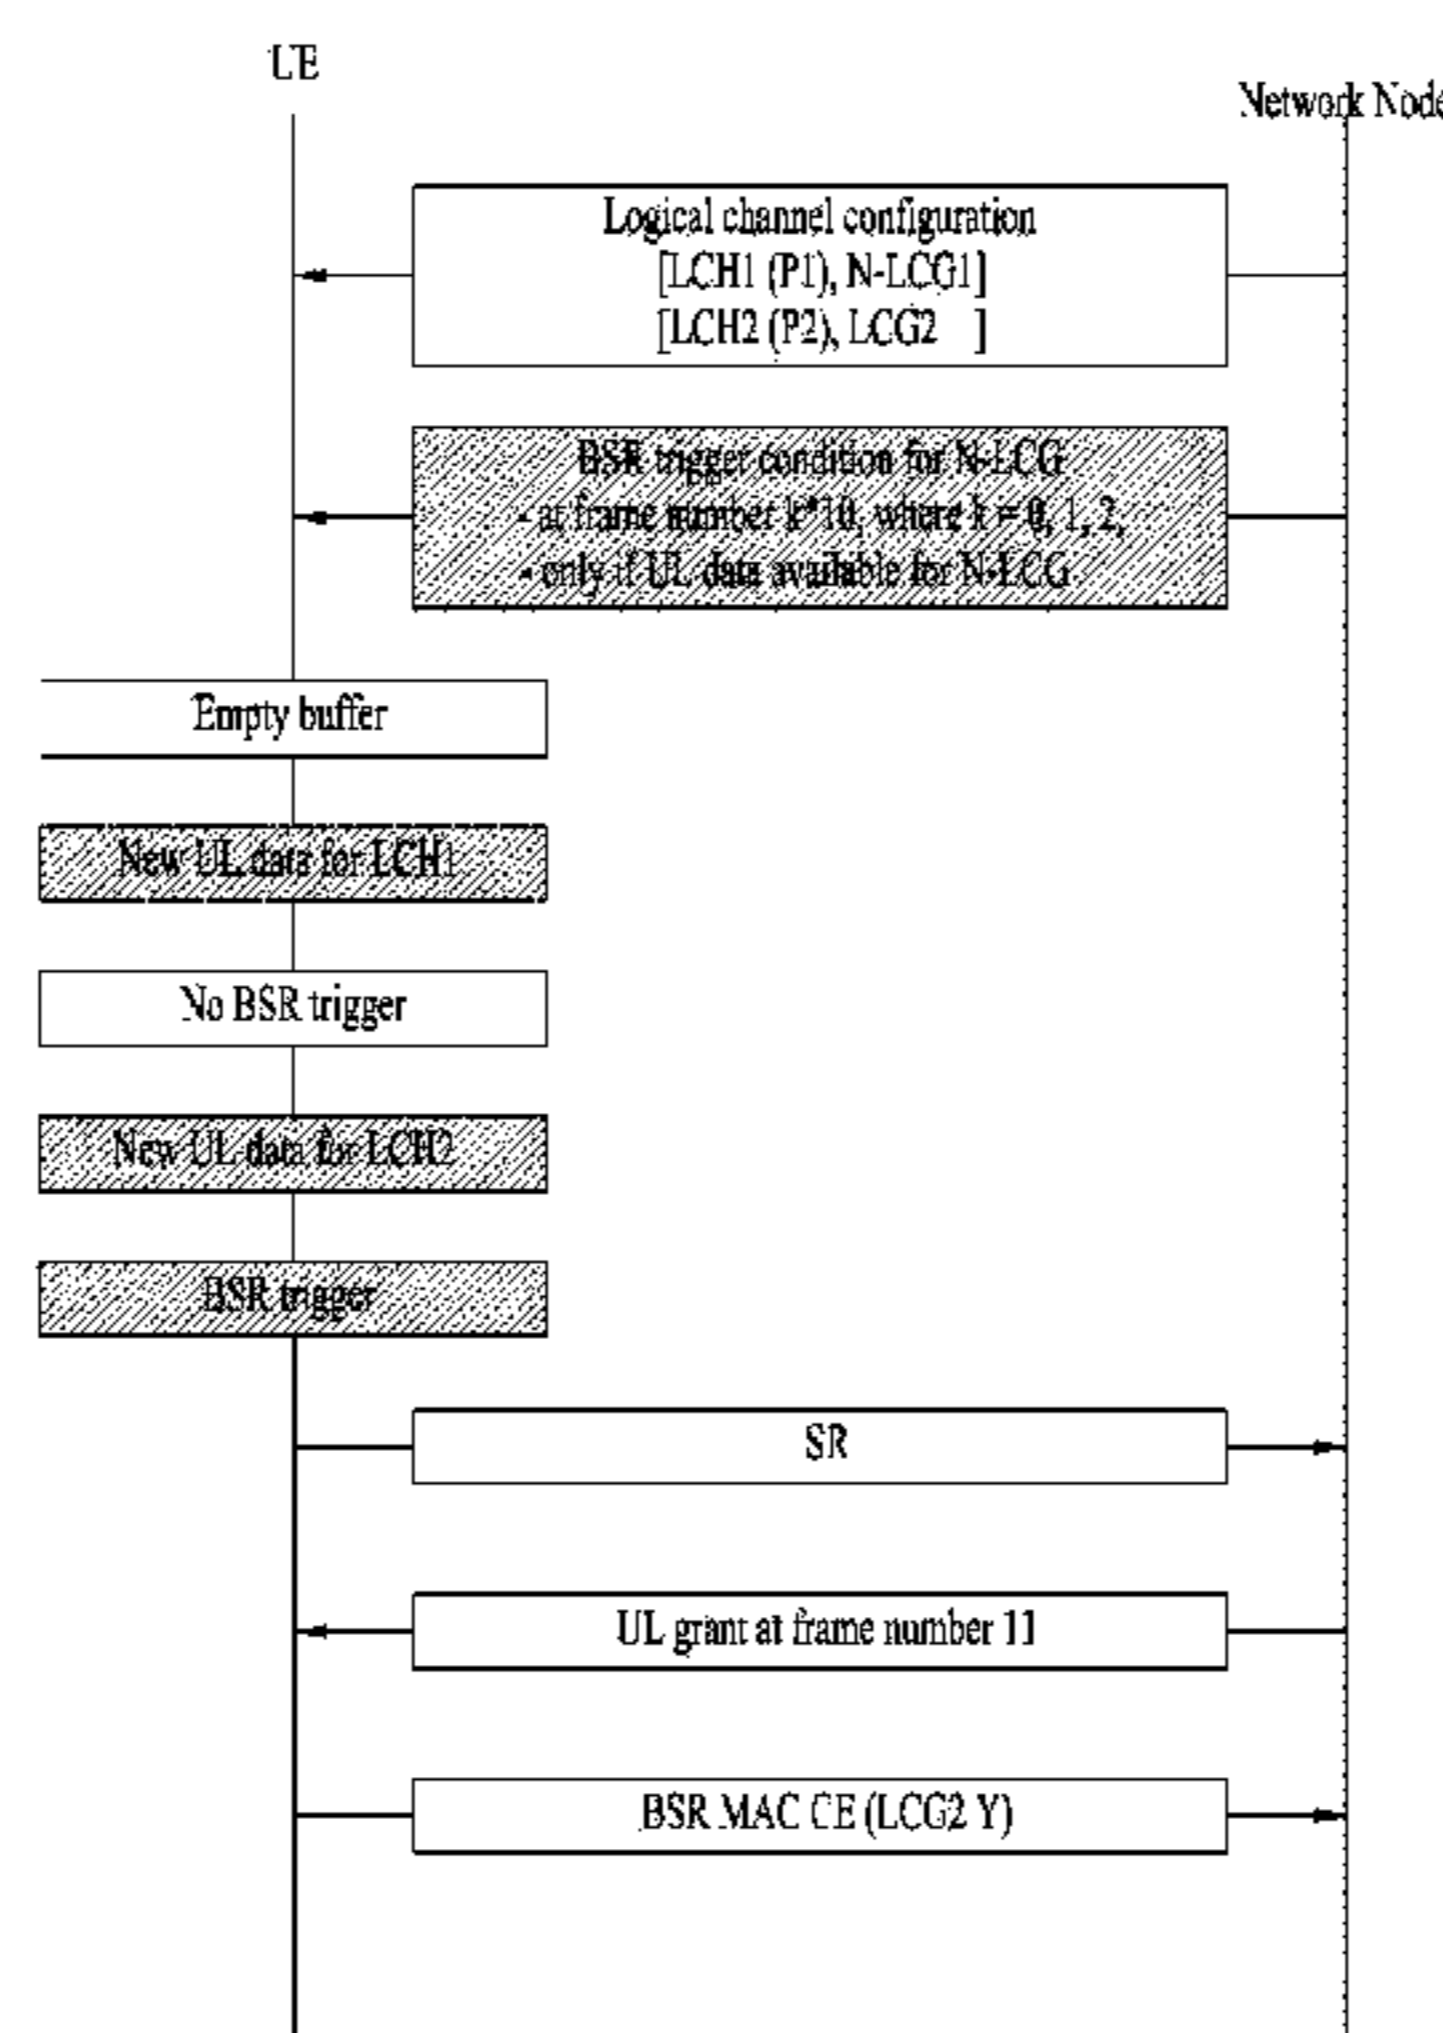 UE
Network Node
Logical channel configuration
[LCH1 (P1), N-LCG1]
[LCH2 (P2), LCG2 ]
BSR trigger condition for N-LCG
- at frame number k*10, where k = 0, 1, 2,
- only if UL data available for N-LCG
Empty buffer
New UL data for LCH1
No BSR trigger
New UL data for LCH2
BSR trigger
SR
UL grant at frame number 11
BSR MAC CE (LCG2 Y)